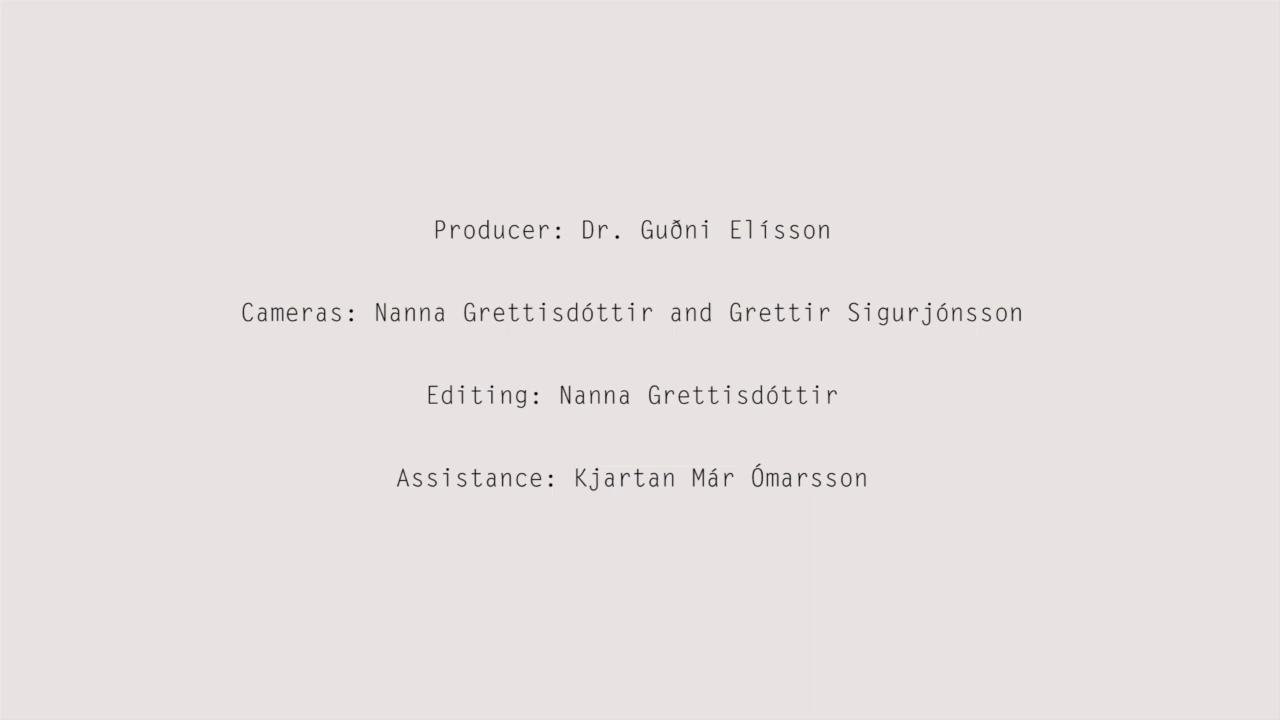 Producer: Dr. Guðni Elísson
Cameras: Nanna Grettisdóttir and Grettir Sigurjónsson
Editing: Nanna Grettisdóttir
Assistance: Kjartan Már Ómarsson